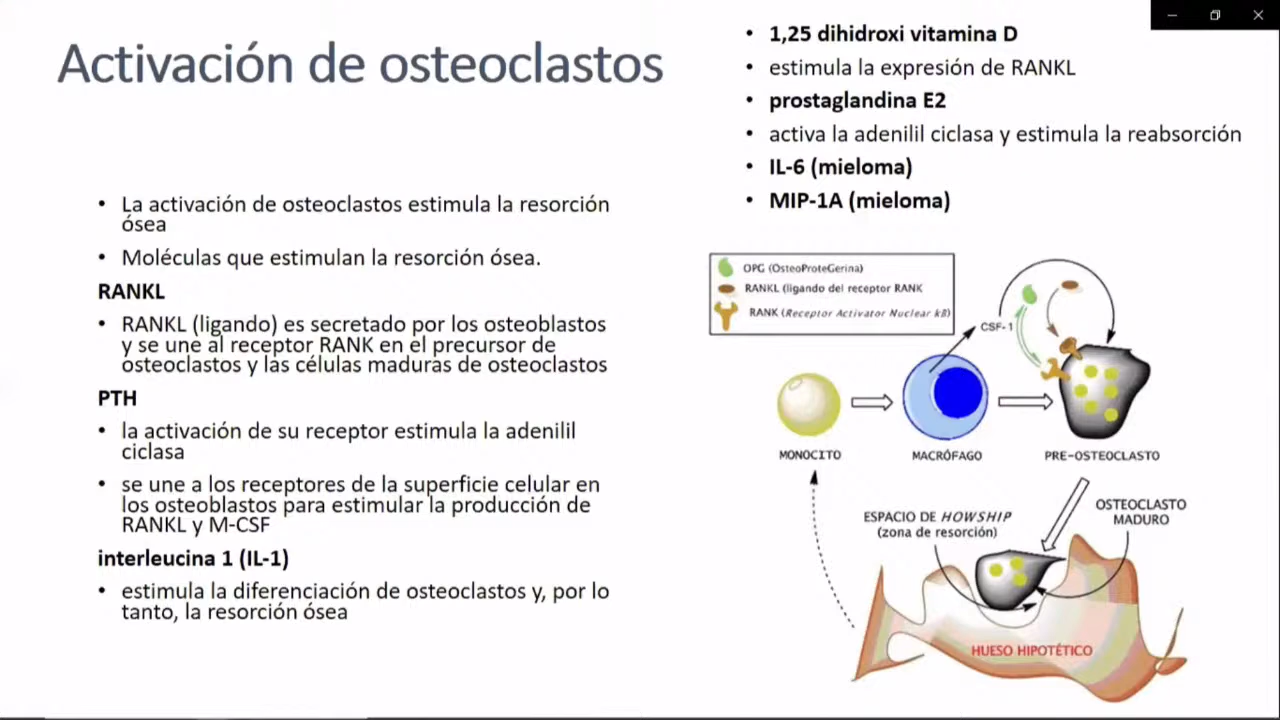 Activación de osteoclastos
• La activación de osteoclastos estimula la resorción
ósea
• Moléculas que estimulan la resorción ósea.
RANKL
• RANKL (ligando) es secretado por los osteoblastos
y se une al receptor RANK en el precursor de
osteoclastos y las células maduras de osteoclastos
PTH
• la activación de su receptor estimula la adenilil
ciclasa
• se une a los receptores de la superficie celular en
los osteoblastos para estimular la producción de
RANKL y M-CSF
interleucina 1 (IL-1)
• estimula la diferenciación de osteoclastos y, por lo
tanto, la resorción ósea
• 1,25 dihidroxi vitamina D
• estimula la expresión de RANKL
• prostaglandina E2
• activa la adenilil ciclasa y estimula la reabsorción
• IL-6 (mieloma)
• MIP-1A (mieloma)
OPG (OsteoProteGerina)
RANKL (ligando del receptor RANK
RANK (Receptor Activator Nuclear kB)
CSF-1
MONOCITO
MACRÓFAGO
PRE-OSTEOCLASTO
ESPACIO DE HOWSHIP
(zona de resorción)
OSTEOCLASTO
MADURO
HUESO HIPOTÉTICO